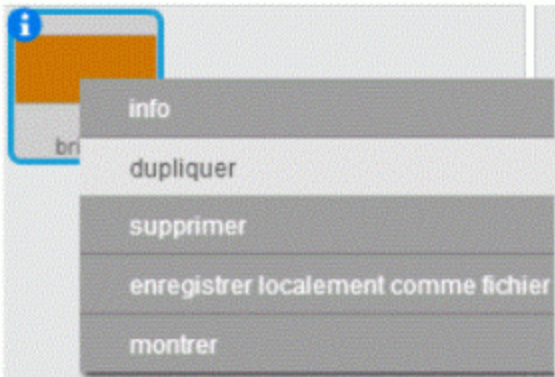 info
dupliquer
supprimer
enregistrer localement comme fichier
montrer